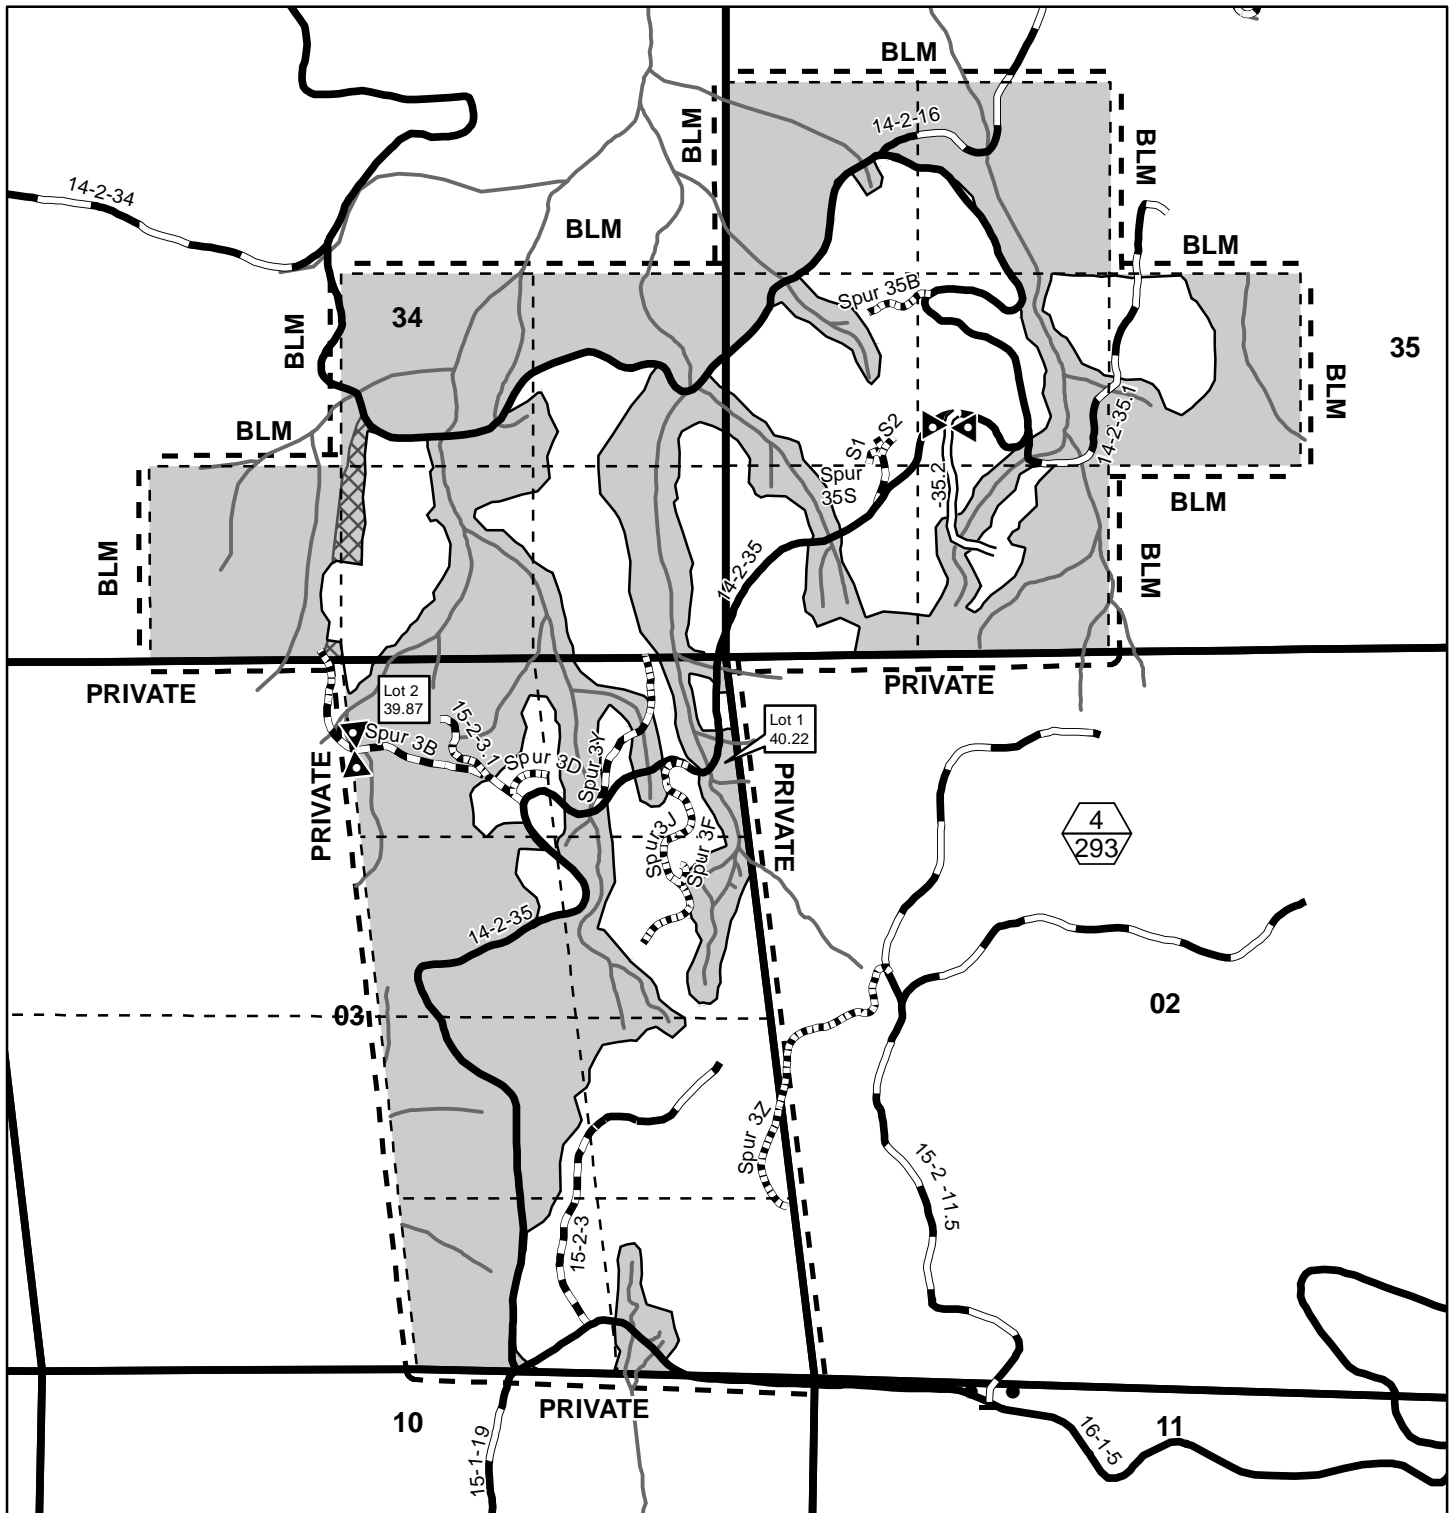 BLM
14-2-16
BLM
BLM
14-2-34
BLM
BLM
34
Spur 35B
BLM
35
BLM
BLM
14-2-35.1
S1
S2
Spur
35S
-35.2
BLM
BLM
BLM
14-2-35
PRIVATE
Lot 2
39.87
PRIVATE
Lot 1
40.22
15-2-3.1
Spur 3B
Spur 3D
Spur 3Y
PRIVATE
PRIVATE
Spur3J
Spur 3F
4
293
14-2-35
03
02
Spur 3Z
15-2 -11.5
15-2-3
PRIVATE
10
11
16-1-5
15-1-19